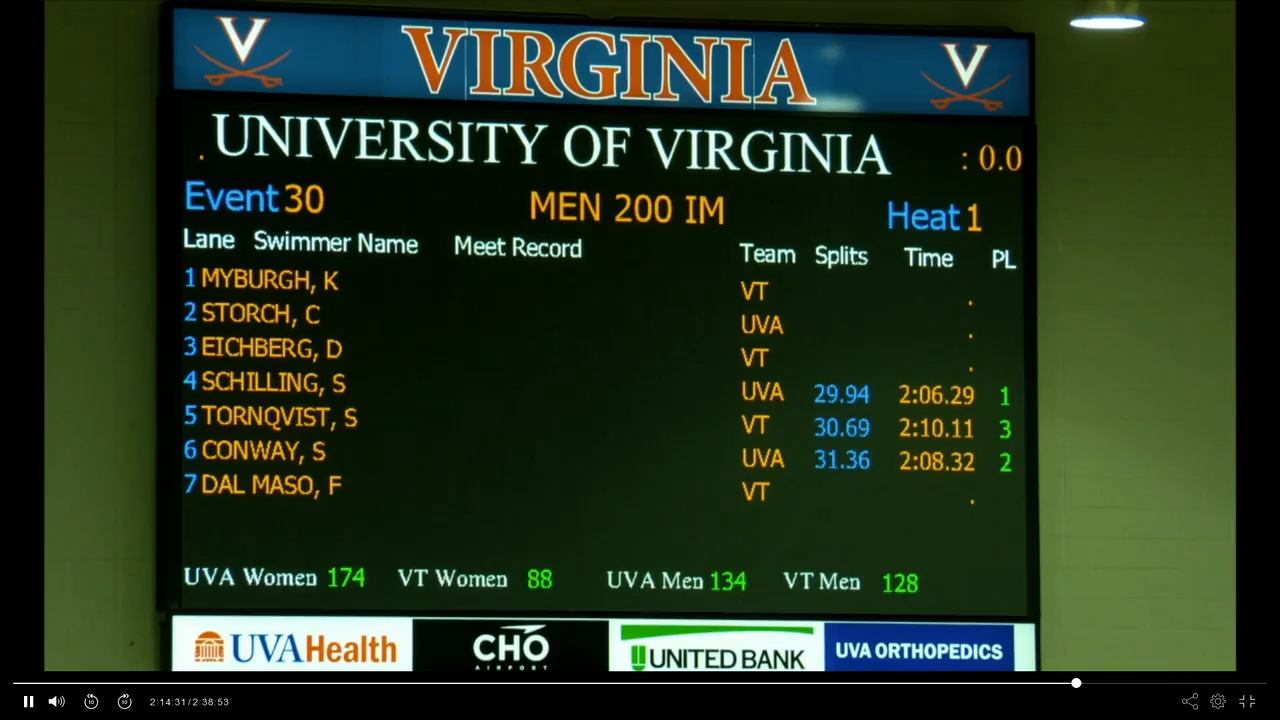 V VIRGINIA V
. UNIVERSITY OF VIRGINIA : 0.0
Event 30 MEN 200 IM Heat 1
Lane Swimmer Name Meet Record Team Splits Time PL
1 MYBURGH, K VT .
2 STORCH, C UVA .
3 EICHBERG, D VT .
4 SCHILLING, S UVA 29.94 2:06.29 1
5 TORNQVIST, S VT 30.69 2:10.11 3
6 CONWAY, S UVA 31.36 2:08.32 2
7 DAL MASO, F VT .
UVA Women 174 VT Women 88 UVA Men 134 VT Men 128
UVAHealth CHO AIRPORT UNITED BANK UVA ORTHOPEDICS
10 10 2:14:31/2:38:53